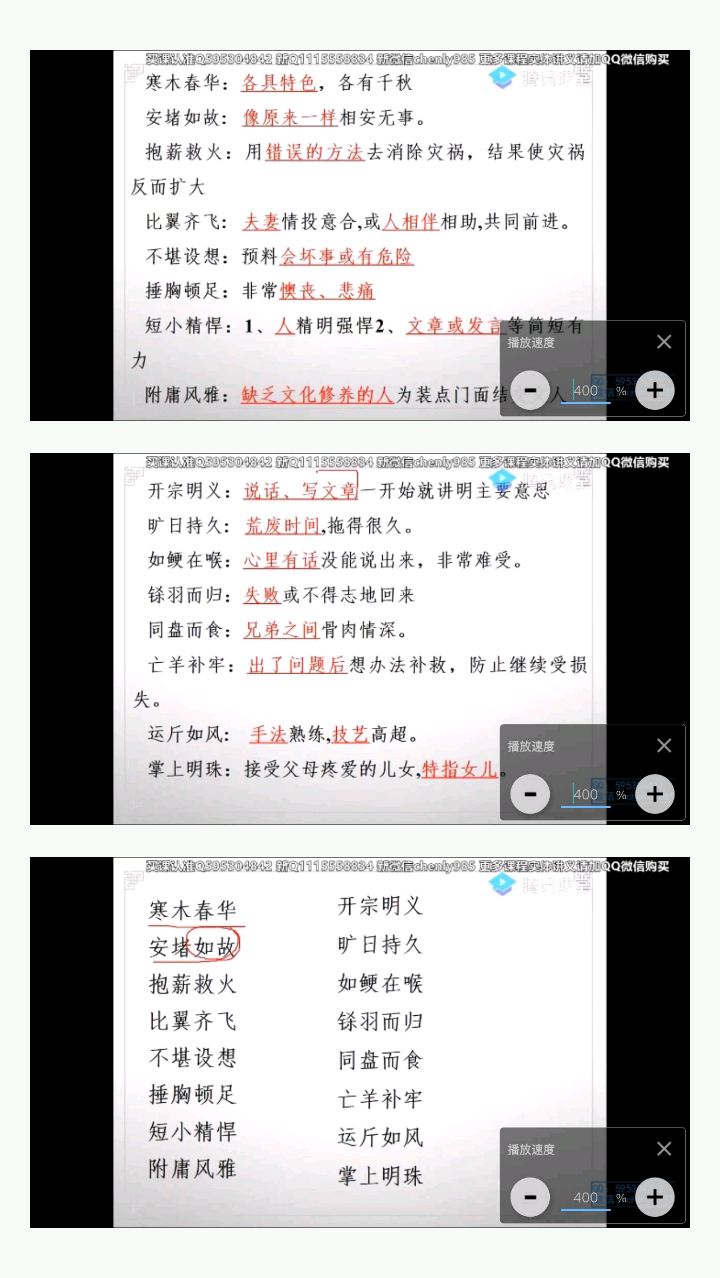 买课认准Q595304842 新Q1115558834 新微信chenly985 更多课程实体讲义请加QQ微信购买
腾讯课堂
寒木春华：各具特色，各有千秋
安堵如故：像原来一样相安无事。
抱薪救火：用错误的方法去消除灾祸，结果使灾祸
反而扩大
比翼齐飞：夫妻情投意合,或人相伴相助,共同前进。
不堪设想：预料会坏事或有危险
捶胸顿足：非常懊丧、悲痛
短小精悍：1、人精明强悍2、文章或发言等简短有
力
附庸风雅：缺乏文化修养的人为装点门面结交文人
播放速度
- 400 % +
买课认准Q595304842 新Q1115558834 新微信chenly985 更多课程实体讲义请加QQ微信购买
腾讯课堂
开宗明义：说话、写文章一开始就讲明主要意思
旷日持久：荒废时间,拖得很久。
如鲠在喉：心里有话没能说出来，非常难受。
铩羽而归：失败或不得志地回来
同盘而食：兄弟之间骨肉情深。
亡羊补牢：出了问题后想办法补救，防止继续受损
失。
运斤如风：手法熟练,技艺高超。
掌上明珠：接受父母疼爱的儿女,特指女儿。
播放速度
- 400 % +
买课认准Q595304842 新Q1115558834 新微信chenly985 更多课程实体讲义请加QQ微信购买
腾讯课堂
寒木春华
安堵如故
抱薪救火
比翼齐飞
不堪设想
捶胸顿足
短小精悍
附庸风雅
开宗明义
旷日持久
如鲠在喉
铩羽而归
同盘而食
亡羊补牢
运斤如风
掌上明珠
播放速度
- 400 % +